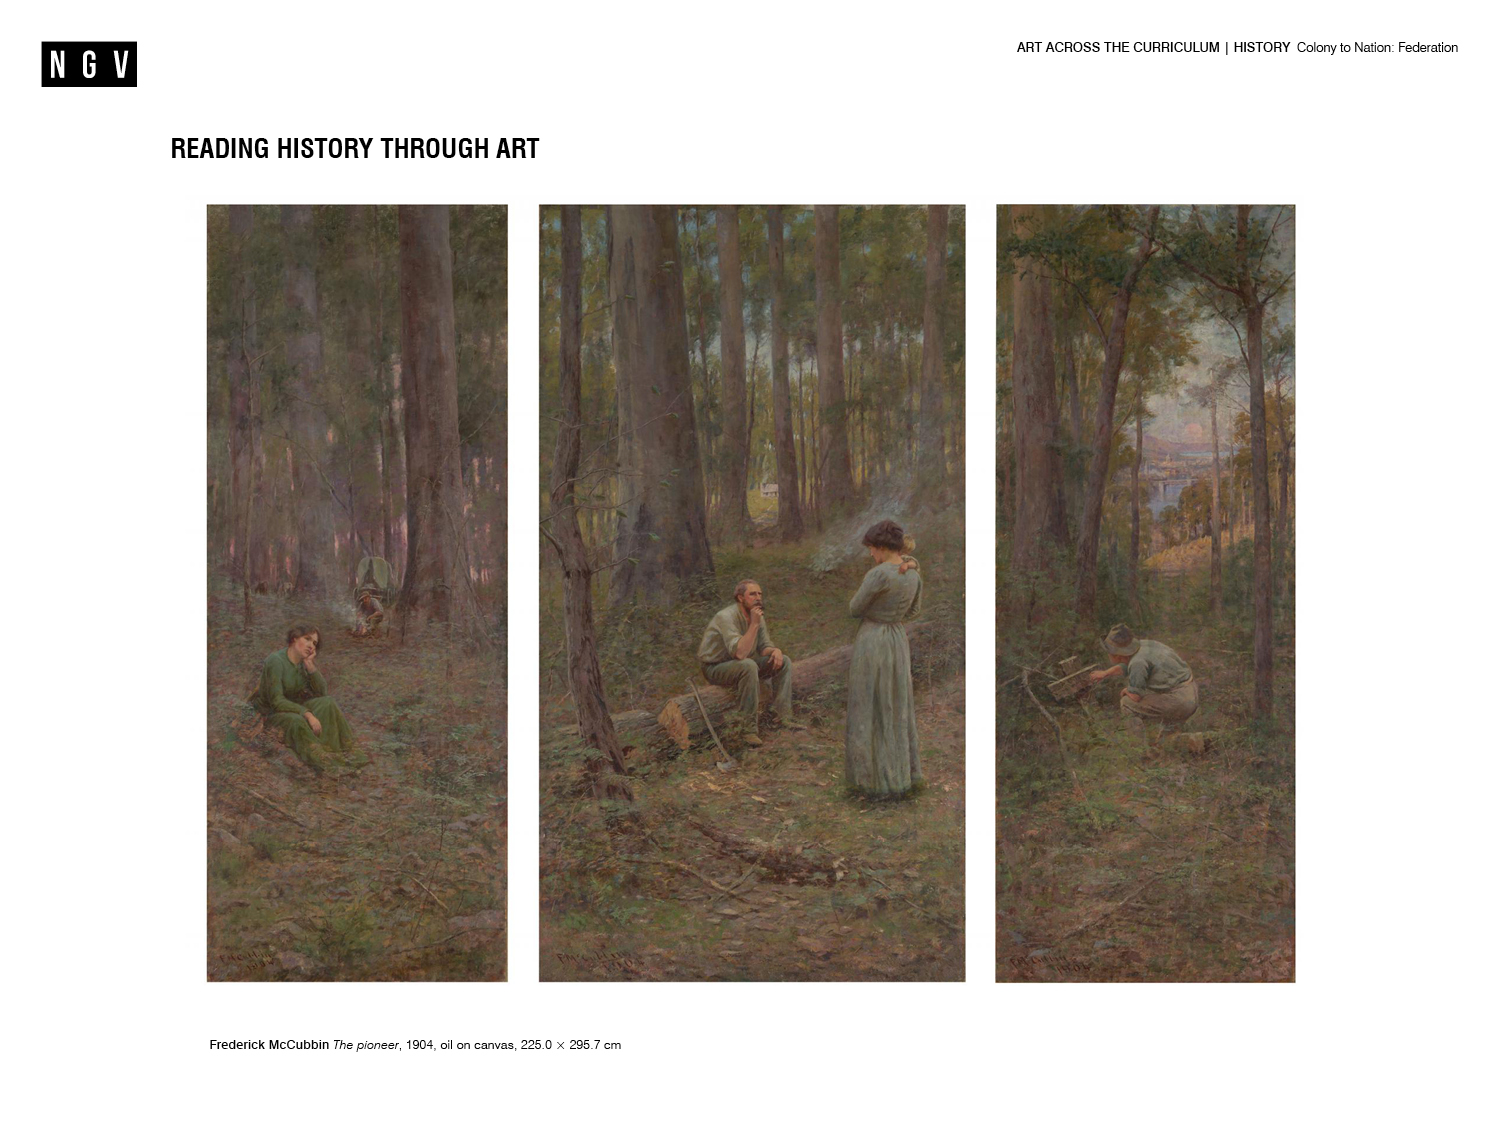 NGV
ART ACROSS THE CURRICULUM | HISTORY Colony to Nation: Federation
READING HISTORY THROUGH ART
Frederick McCubbin The pioneer, 1904, oil on canvas, 225.0 × 295.7 cm